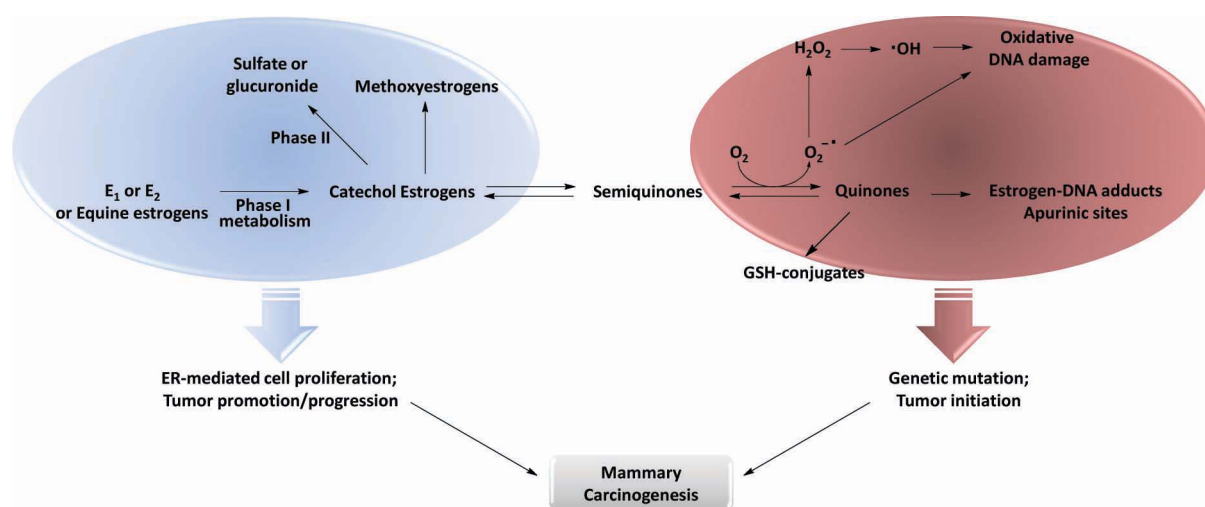 Sulfate or
glucuronide
Methoxyestrogens
Phase II
E₁ or E₂
or Equine estrogens
Phase I
metabolism
Catechol Estrogens
Semiquinones
H₂O₂
·OH
Oxidative
DNA damage
O₂
O₂⁻·
Quinones
Estrogen-DNA adducts
Apurinic sites
GSH-conjugates
ER-mediated cell proliferation;
Tumor promotion/progression
Genetic mutation;
Tumor initiation
Mammary
Carcinogenesis